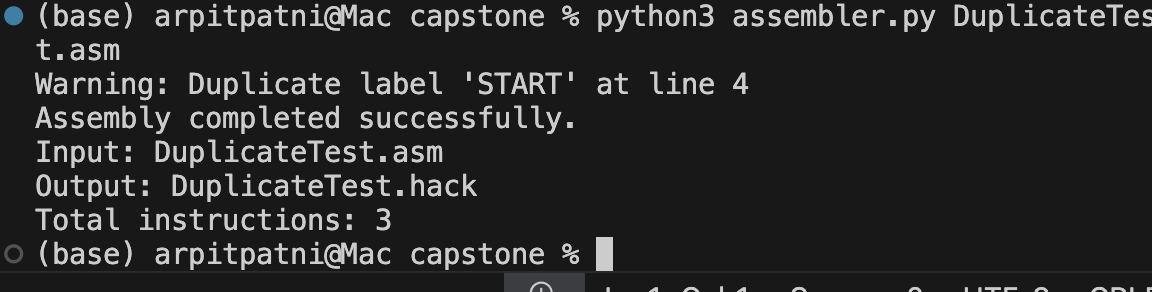 (base) arpitpatni@Mac capstone % python3 assembler.py DuplicateTes
t.asm
Warning: Duplicate label 'START' at line 4
Assembly completed successfully.
Input: DuplicateTest.asm
Output: DuplicateTest.hack
Total instructions: 3
(base) arpitpatni@Mac capstone %